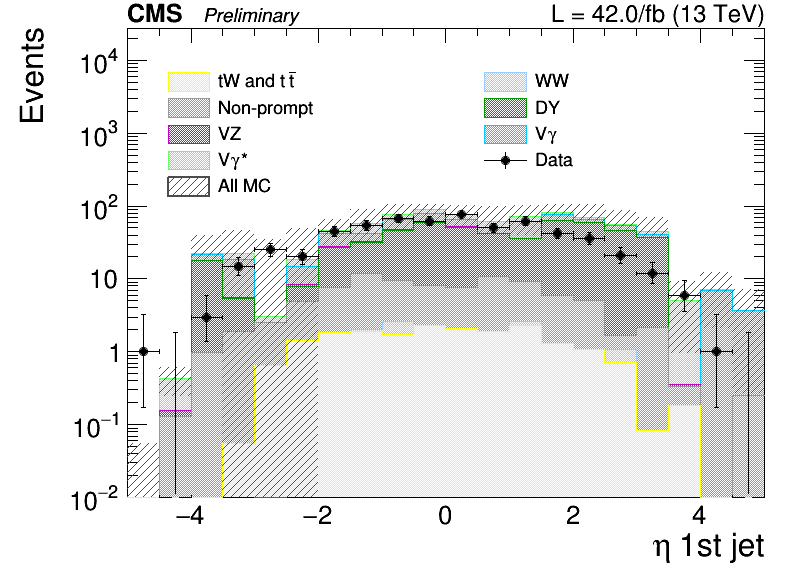 CMS Preliminary L = 42.0/fb (13 TeV)
Events
10⁴
10³
10²
10
1
10⁻¹
10⁻²
tW and t t̅
Non-prompt
VZ
Vγ*
All MC
WW
DY
Vγ
Data
−4 −2 0 2 4
η 1st jet